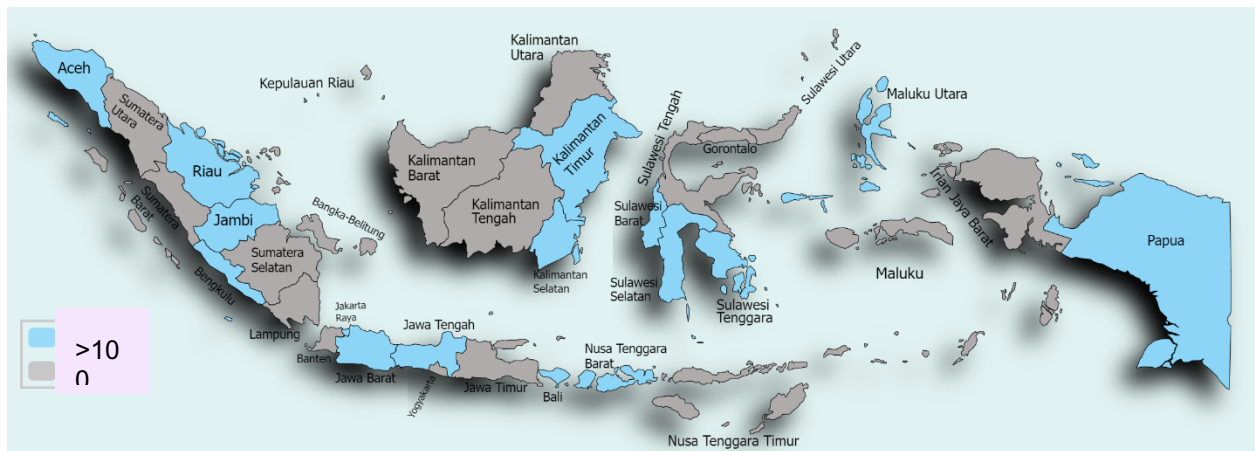 Kalimantan
Utara
Sulawesi Utara
Aceh
Kepulauan Riau
Maluku Utara
Sumatera
Utara
Sulawesi Tengah
Kalimantan
Timur
Gorontalo
Kalimantan
Barat
Riau
Irian Jaya Barat
Kalimantan
Tengah
Sulawesi
Barat
Sumatera
Barat
Jambi
Bangka-Belitung
Papua
Sumatera
Selatan
Maluku
Bengkulu
Kalimantan
Selatan
Sulawesi
Selatan
Sulawesi
Tenggara
Jakarta
Raya
Lampung
Jawa Tengah
>10
0
Banten
Nusa Tenggara
Barat
Jawa Barat
Yogyakarta
Jawa Timur
Bali
Nusa Tenggara Timur